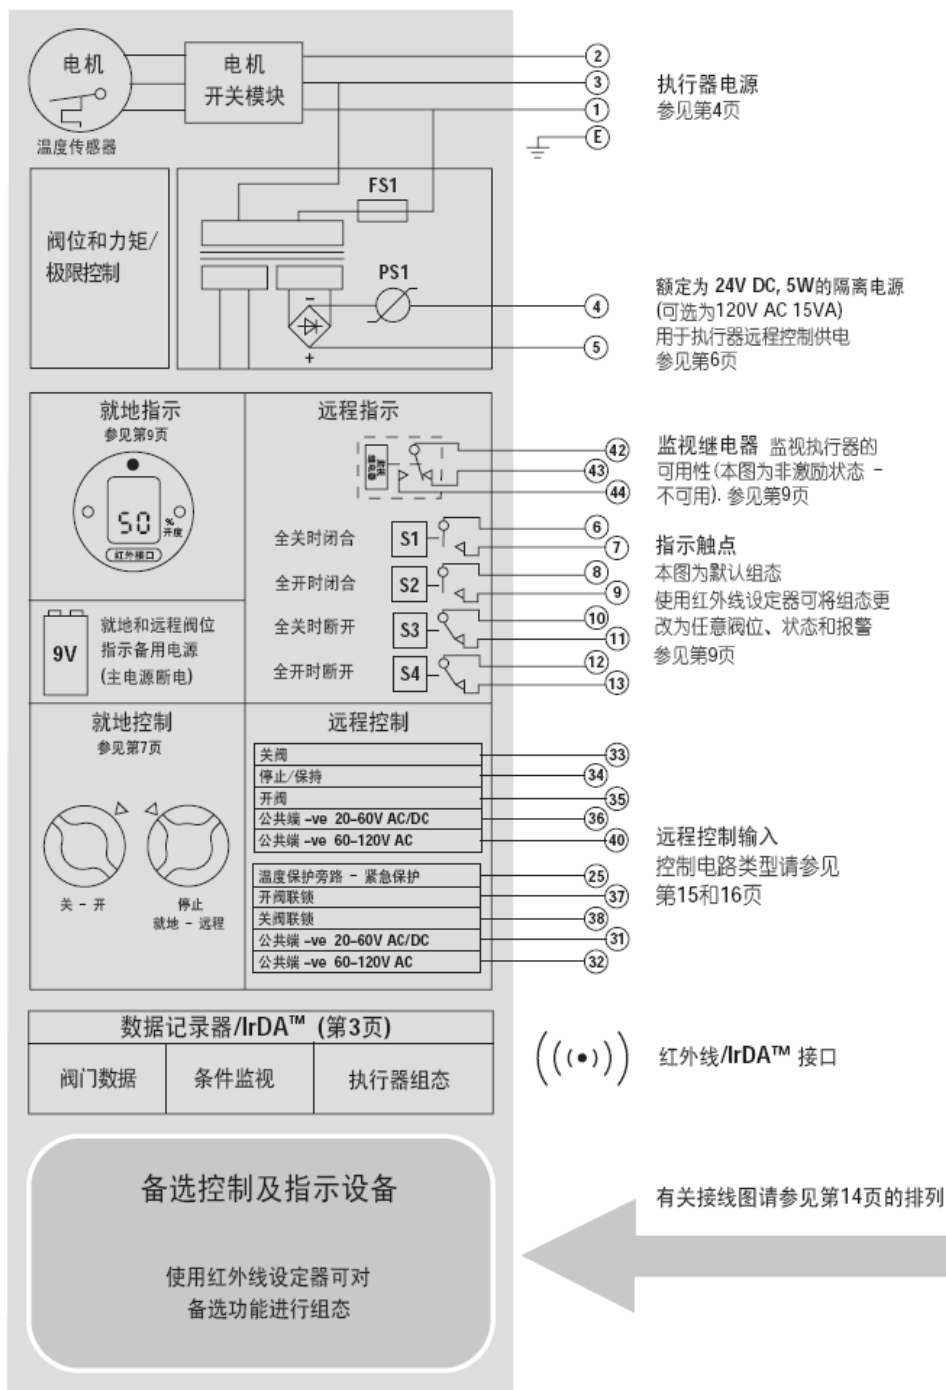 电机
电机
开关模块
温度传感器
2
3
1
E
执行器电源
参见第4页
阀位和力矩/
极限控制
FS1
PS1
-
+
4
5
额定为 24V DC, 5W的隔离电源
(可选为120V AC 15VA)
用于执行器远程控制供电
参见第6页
就地指示
参见第9页
50
%
开度
红外接口
9V
就地和远程阀位
指示备用电源
(主电源断电)
远程指示
42
43
44
监视继电器 监视执行器的
可用性(本图为非激励状态 -
不可用). 参见第9页
全关时闭合
S1
6
7
全开时闭合
S2
8
9
全关时断开
S3
10
11
全开时断开
S4
12
13
指示触点
本图为默认组态
使用红外线设定器可将组态更
改为任意阀位、状态和报警
参见第9页
就地控制
参见第7页
关 - 开
停止
就地 - 远程
远程控制
关阀
33
停止/保持
34
开阀
35
公共端 -ve 20-60V AC/DC
36
公共端 -ve 60-120V AC
40
温度保护旁路 - 紧急保护
25
开阀联锁
37
关阀联锁
38
公共端 -ve 20-60V AC/DC
31
公共端 -ve 60-120V AC
32
远程控制输入
控制电路类型请参见
第15和16页
数据记录器/IrDA™ (第3页)
阀门数据
条件监视
执行器组态
红外线/IrDA™ 接口
备选控制及指示设备
使用红外线设定器可对
备选功能进行组态
有关接线图请参见第14页的排列